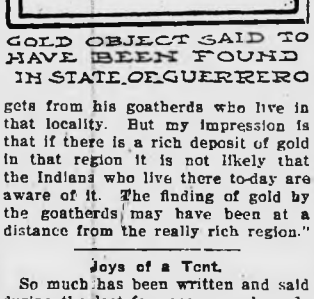 GOLD OBJECT SAID TO
HAVE BEEN FOUND
IN STATE OF GUERRERO
gets from his goatherds who live in
that locality. But my impression is
that if there is a rich deposit of gold
in that region it is not likely that
the Indians who live there to-day are
aware of it. The finding of gold by
the goatherds may have been at a
distance from the really rich region."
Joys of a Tent.
So much has been written and said